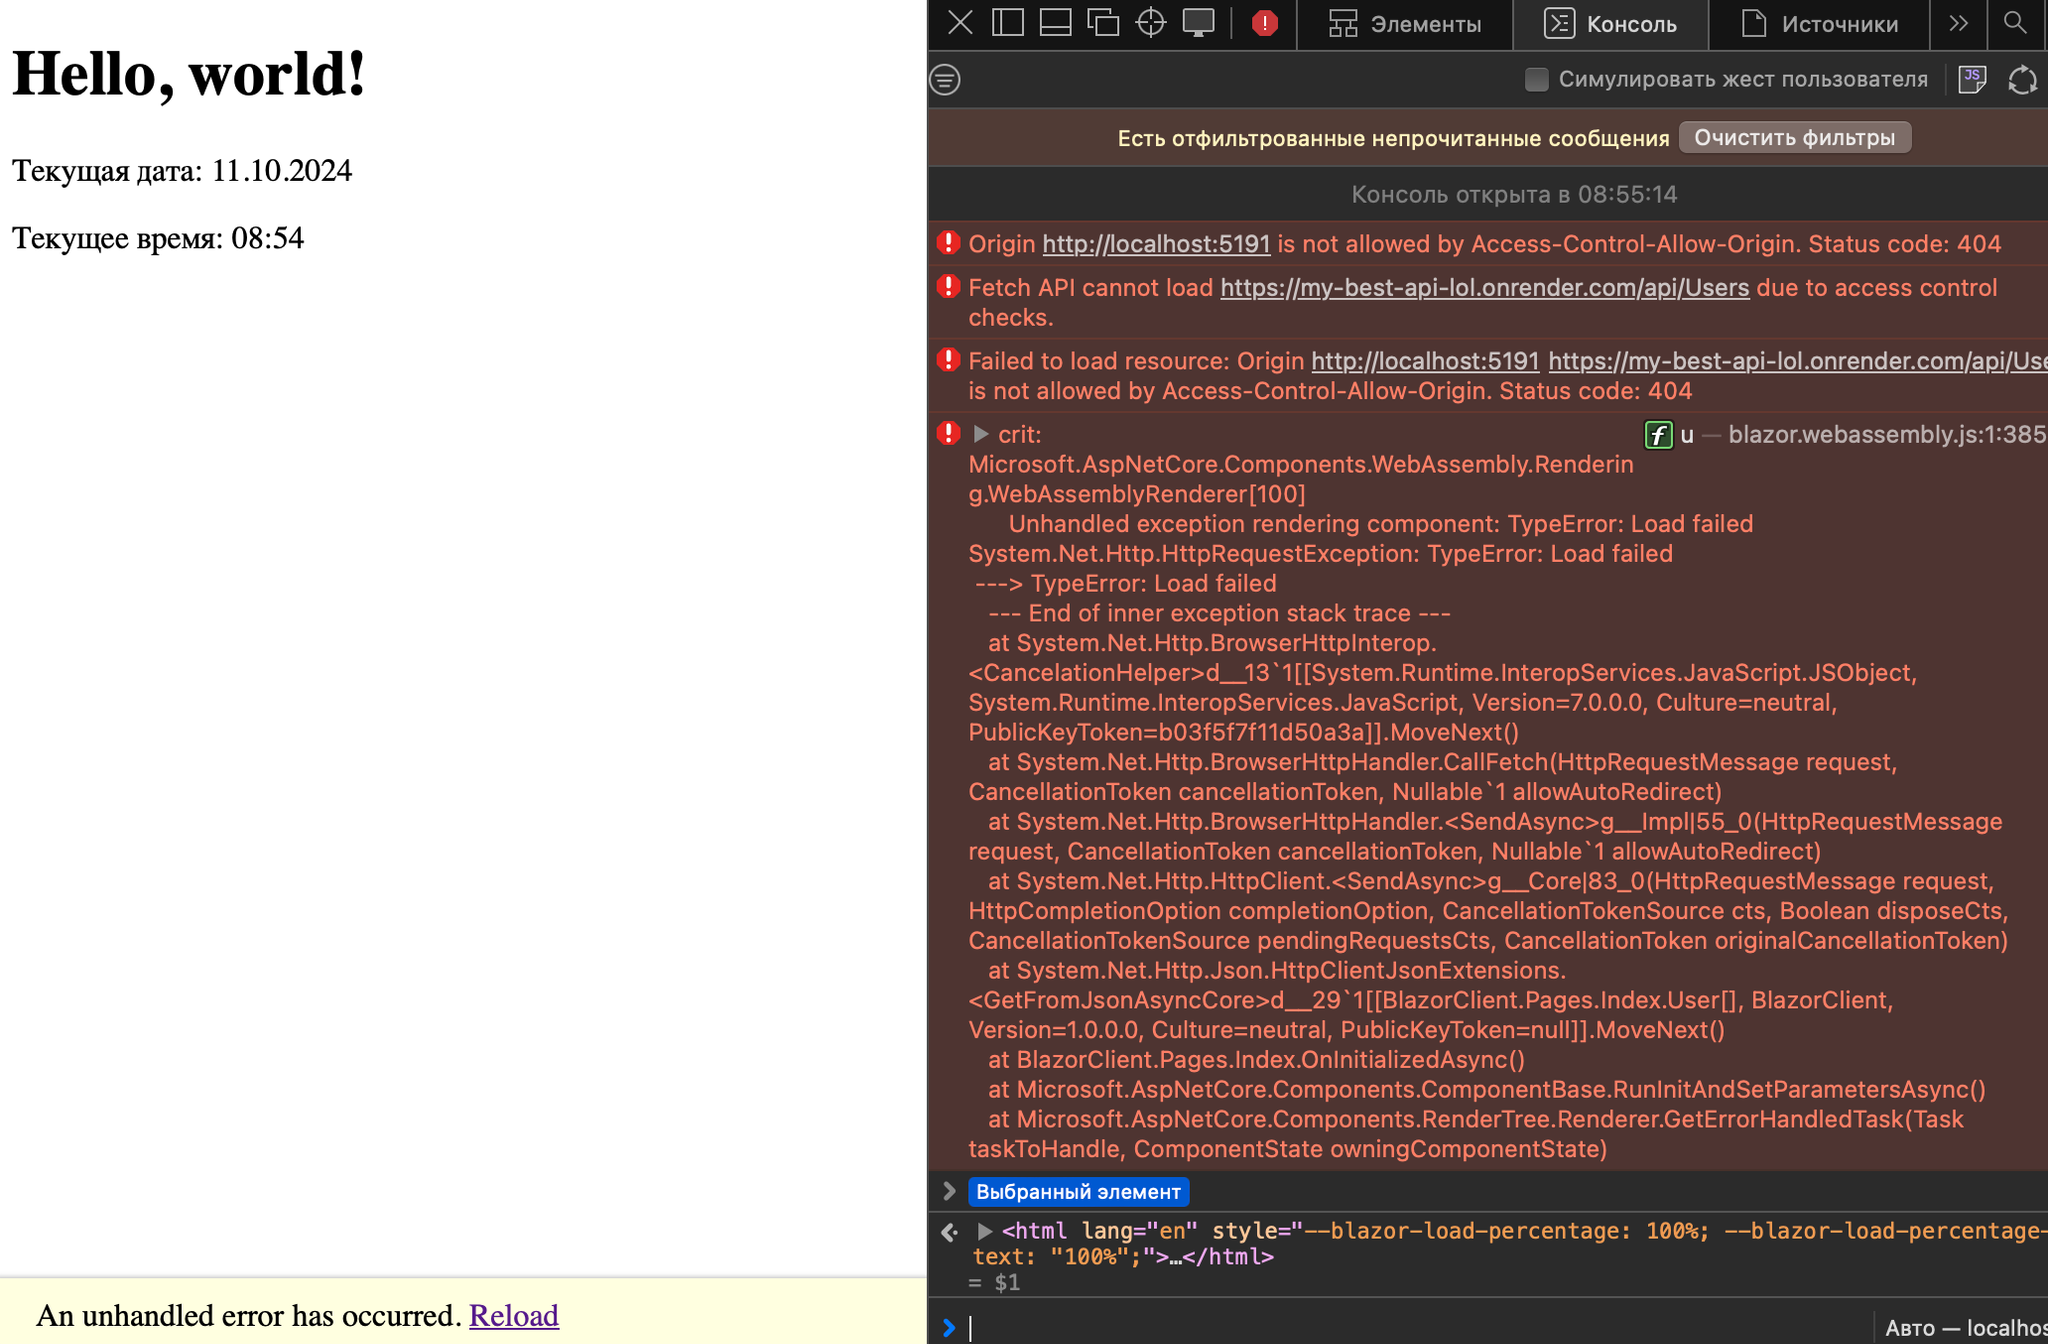 Hello, world!
Текущая дата: 11.10.2024
Текущее время: 08:54
An unhandled error has occurred. Reload
Элементы
Консоль
Источники
Симулировать жест пользователя
JS
Есть отфильтрованные непрочитанные сообщения
Очистить фильтры
Консоль открыта в 08:55:14
Origin http://localhost:5191 is not allowed by Access-Control-Allow-Origin. Status code: 404
Fetch API cannot load https://my-best-api-lol.onrender.com/api/Users due to access control
checks.
Failed to load resource: Origin http://localhost:5191 https://my-best-api-lol.onrender.com/api/Use
is not allowed by Access-Control-Allow-Origin. Status code: 404
crit:
f u — blazor.webassembly.js:1:385
Microsoft.AspNetCore.Components.WebAssembly.Renderin
g.WebAssemblyRenderer[100]
Unhandled exception rendering component: TypeError: Load failed
System.Net.Http.HttpRequestException: TypeError: Load failed
---> TypeError: Load failed
--- End of inner exception stack trace ---
at System.Net.Http.BrowserHttpInterop.
<CancelationHelper>d__13`1[[System.Runtime.InteropServices.JavaScript.JSObject,
System.Runtime.InteropServices.JavaScript, Version=7.0.0.0, Culture=neutral,
PublicKeyToken=b03f5f7f11d50a3a]].MoveNext()
at System.Net.Http.BrowserHttpHandler.CallFetch(HttpRequestMessage request,
CancellationToken cancellationToken, Nullable`1 allowAutoRedirect)
at System.Net.Http.BrowserHttpHandler.<SendAsync>g__Impl|55_0(HttpRequestMessage
request, CancellationToken cancellationToken, Nullable`1 allowAutoRedirect)
at System.Net.Http.HttpClient.<SendAsync>g__Core|83_0(HttpRequestMessage request,
HttpCompletionOption completionOption, CancellationTokenSource cts, Boolean disposeCts,
CancellationTokenSource pendingRequestsCts, CancellationToken originalCancellationToken)
at System.Net.Http.Json.HttpClientJsonExtensions.
<GetFromJsonAsyncCore>d__29`1[[BlazorClient.Pages.Index.User[], BlazorClient,
Version=1.0.0.0, Culture=neutral, PublicKeyToken=null]].MoveNext()
at BlazorClient.Pages.Index.OnInitializedAsync()
at Microsoft.AspNetCore.Components.ComponentBase.RunInitAndSetParametersAsync()
at Microsoft.AspNetCore.Components.RenderTree.Renderer.GetErrorHandledTask(Task
taskToHandle, ComponentState owningComponentState)
Выбранный элемент
<html lang="en" style="--blazor-load-percentage: 100%; --blazor-load-percentage-
text: "100%";">…</html>
= $1
Авто — localhos